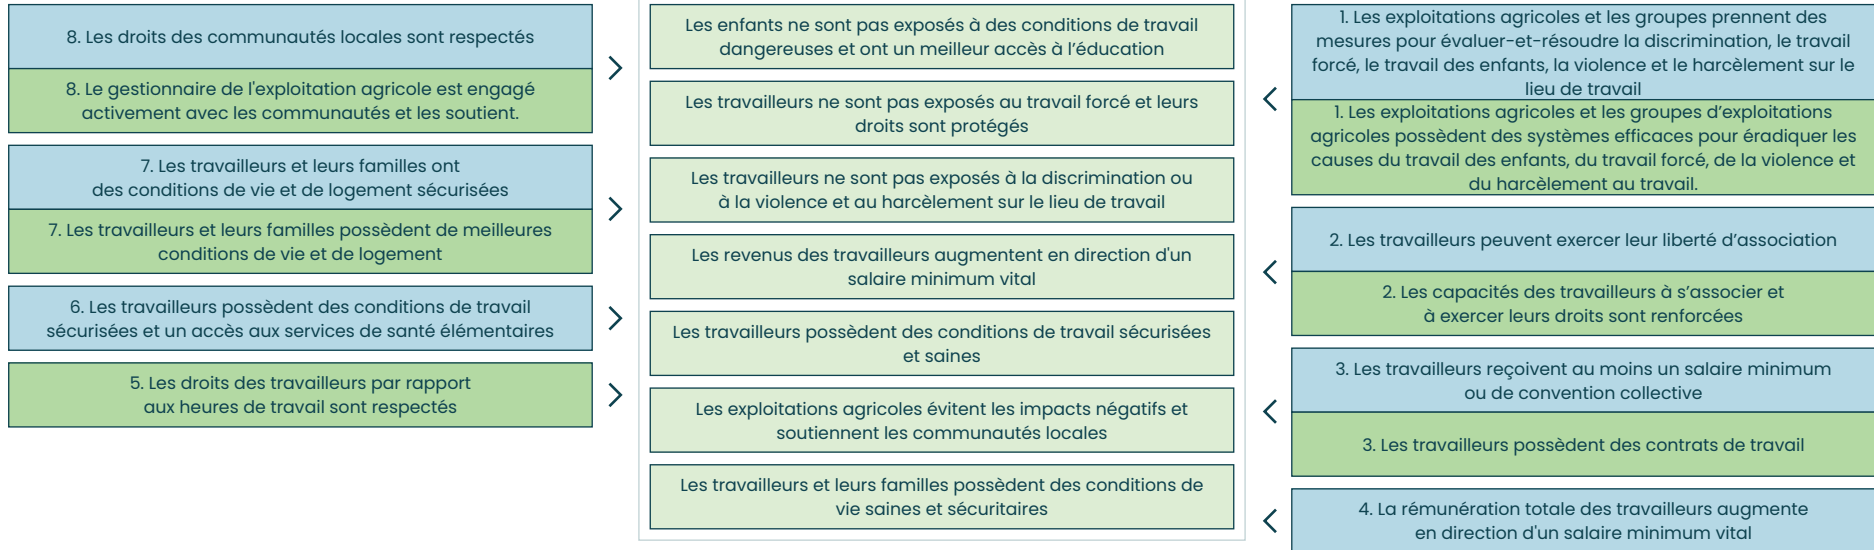 8. Les droits des communautés locales sont respectés
8. Le gestionnaire de l'exploitation agricole est engagé
activement avec les communautés et les soutient.
7. Les travailleurs et leurs familles ont
des conditions de vie et de logement sécurisées
7. Les travailleurs et leurs familles possèdent de meilleures
conditions de vie et de logement
6. Les travailleurs possèdent des conditions de travail
sécurisées et un accès aux services de santé élémentaires
5. Les droits des travailleurs par rapport
aux heures de travail sont respectés
Les enfants ne sont pas exposés à des conditions de travail
dangereuses et ont un meilleur accès à l’éducation
Les travailleurs ne sont pas exposés au travail forcé et leurs
droits sont protégés
Les travailleurs ne sont pas exposés à la discrimination ou
à la violence et au harcèlement sur le lieu de travail
Les revenus des travailleurs augmentent en direction d'un
salaire minimum vital
Les travailleurs possèdent des conditions de travail sécurisées
et saines
Les exploitations agricoles évitent les impacts négatifs et
soutiennent les communautés locales
Les travailleurs et leurs familles possèdent des conditions de
vie saines et sécuritaires
1. Les exploitations agricoles et les groupes prennent des
mesures pour évaluer-et-résoudre la discrimination, le travail
forcé, le travail des enfants, la violence et le harcèlement sur le
lieu de travail
1. Les exploitations agricoles et les groupes d’exploitations
agricoles possèdent des systèmes efficaces pour éradiquer les
causes du travail des enfants, du travail forcé, de la violence et
du harcèlement au travail.
2. Les travailleurs peuvent exercer leur liberté d’association
2. Les capacités des travailleurs à s’associer et
à exercer leurs droits sont renforcées
3. Les travailleurs reçoivent au moins un salaire minimum
ou de convention collective
3. Les travailleurs possèdent des contrats de travail
4. La rémunération totale des travailleurs augmente
en direction d'un salaire minimum vital